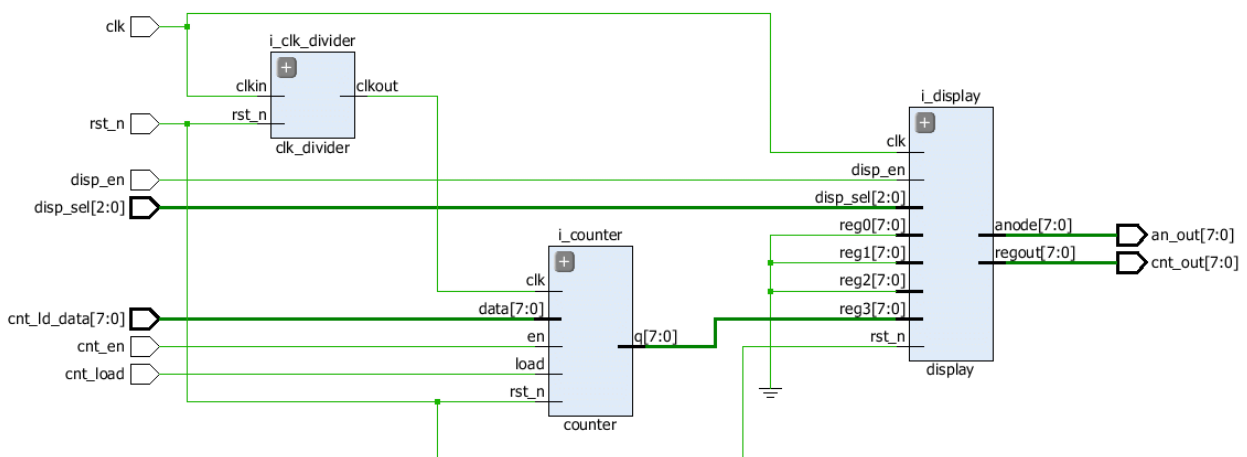 clk
rst_n
disp_en
disp_sel[2:0]
cnt_ld_data[7:0]
cnt_en
cnt_load
i_clk_divider
clkin
rst_n
clkout
clk_divider
i_counter
clk
data[7:0]
en
load
rst_n
q[7:0]
counter
i_display
clk
disp_en
disp_sel[2:0]
reg0[7:0]
reg1[7:0]
reg2[7:0]
reg3[7:0]
rst_n
anode[7:0]
regout[7:0]
display
an_out[7:0]
cnt_out[7:0]